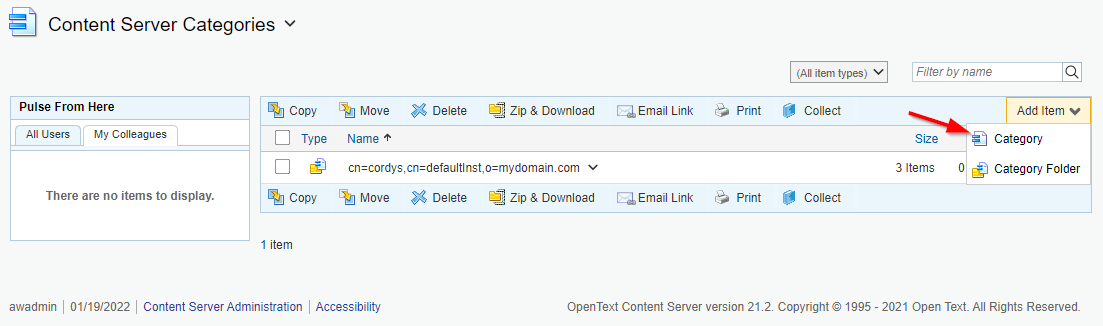 Content Server Categories
(All item types) Filter by name
Pulse From Here
All Users My Colleagues
There are no items to display.
Copy Move Delete Zip & Download Email Link Print Collect Add Item
Type Name Size
Category
cn=cordys,cn=defaultInst,o=mydomain.com 3 Items 0
Category Folder
Copy Move Delete Zip & Download Email Link Print Collect
1 item
awadmin 01/19/2022 Content Server Administration Accessibility OpenText Content Server version 21.2. Copyright © 1995 - 2021 Open Text. All Rights Reserved.